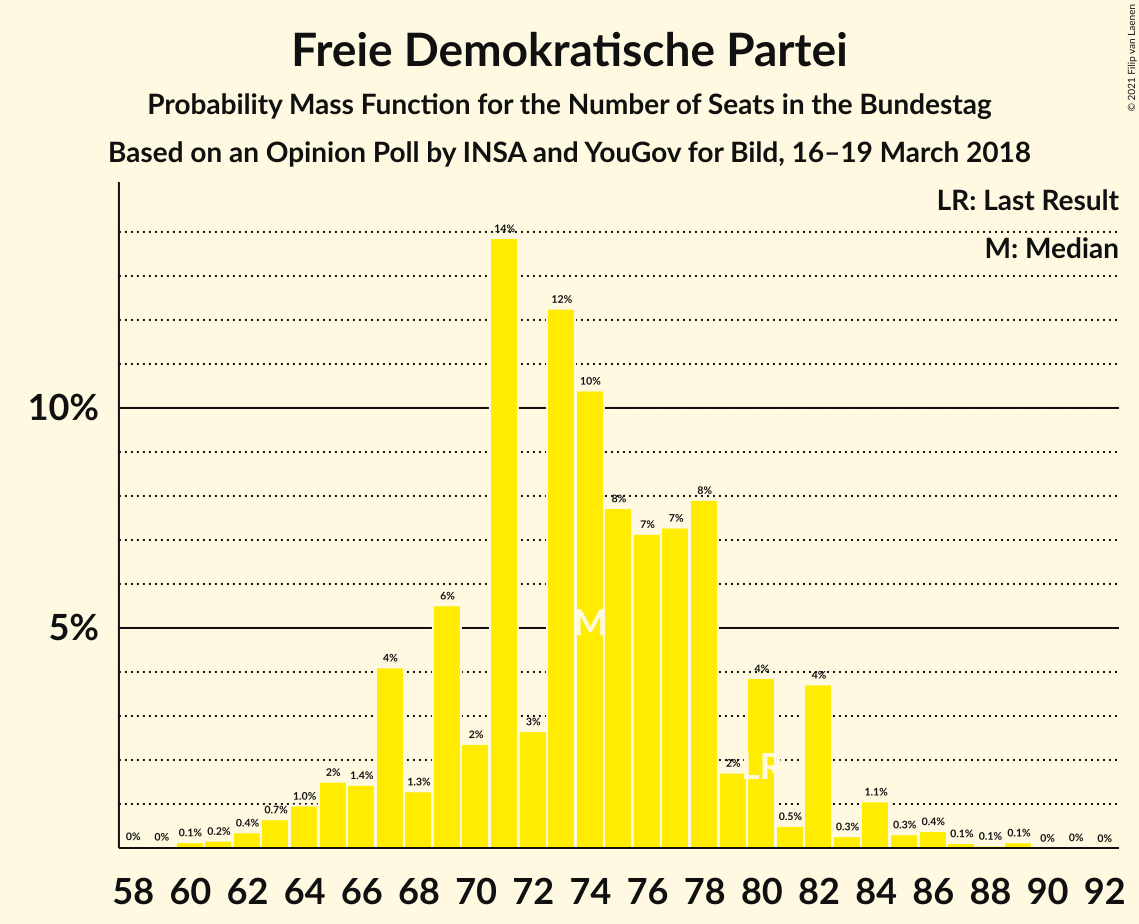 © 2021 Filip van Laenen
Freie Demokratische Partei
Probability Mass Function for the Number of Seats in the Bundestag
Based on an Opinion Poll by INSA and YouGov for Bild, 16–19 March 2018
LR: Last Result
M: Median
10%
5%
0% 0% 0.1% 0.2% 0.4% 0.7% 1.0% 2% 1.4% 4% 1.3% 6% 2% 14% 3% 12% 10% 8% 7% 7% 8% 2% 4% 0.5% 4% 0.3% 1.1% 0.3% 0.4% 0.1% 0.1% 0.1% 0% 0% 0%
M
LR
58 60 62 64 66 68 70 72 74 76 78 80 82 84 86 88 90 92